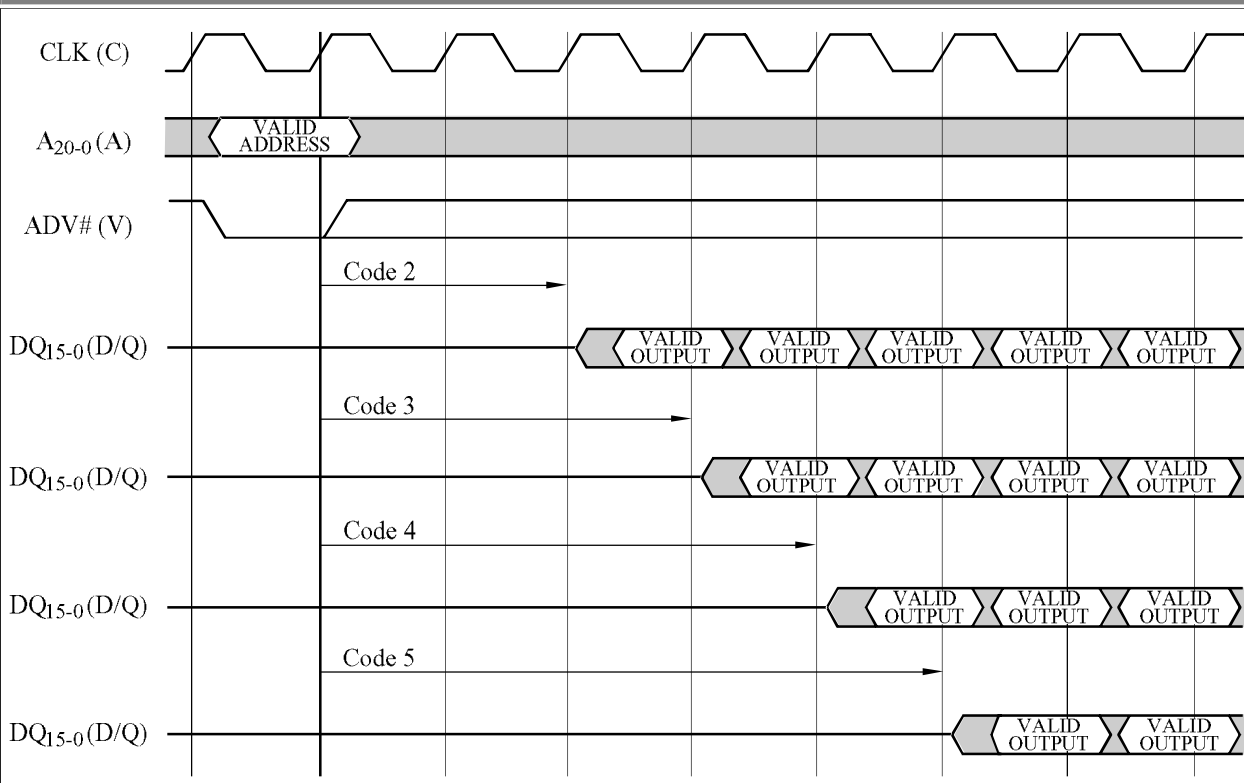 CLK (C)
A20-0 (A)
VALID
ADDRESS
ADV# (V)
Code 2
DQ15-0 (D/Q)
VALID
OUTPUT
VALID
OUTPUT
VALID
OUTPUT
VALID
OUTPUT
VALID
OUTPUT
Code 3
DQ15-0 (D/Q)
VALID
OUTPUT
VALID
OUTPUT
VALID
OUTPUT
VALID
OUTPUT
Code 4
DQ15-0 (D/Q)
VALID
OUTPUT
VALID
OUTPUT
VALID
OUTPUT
Code 5
DQ15-0 (D/Q)
VALID
OUTPUT
VALID
OUTPUT